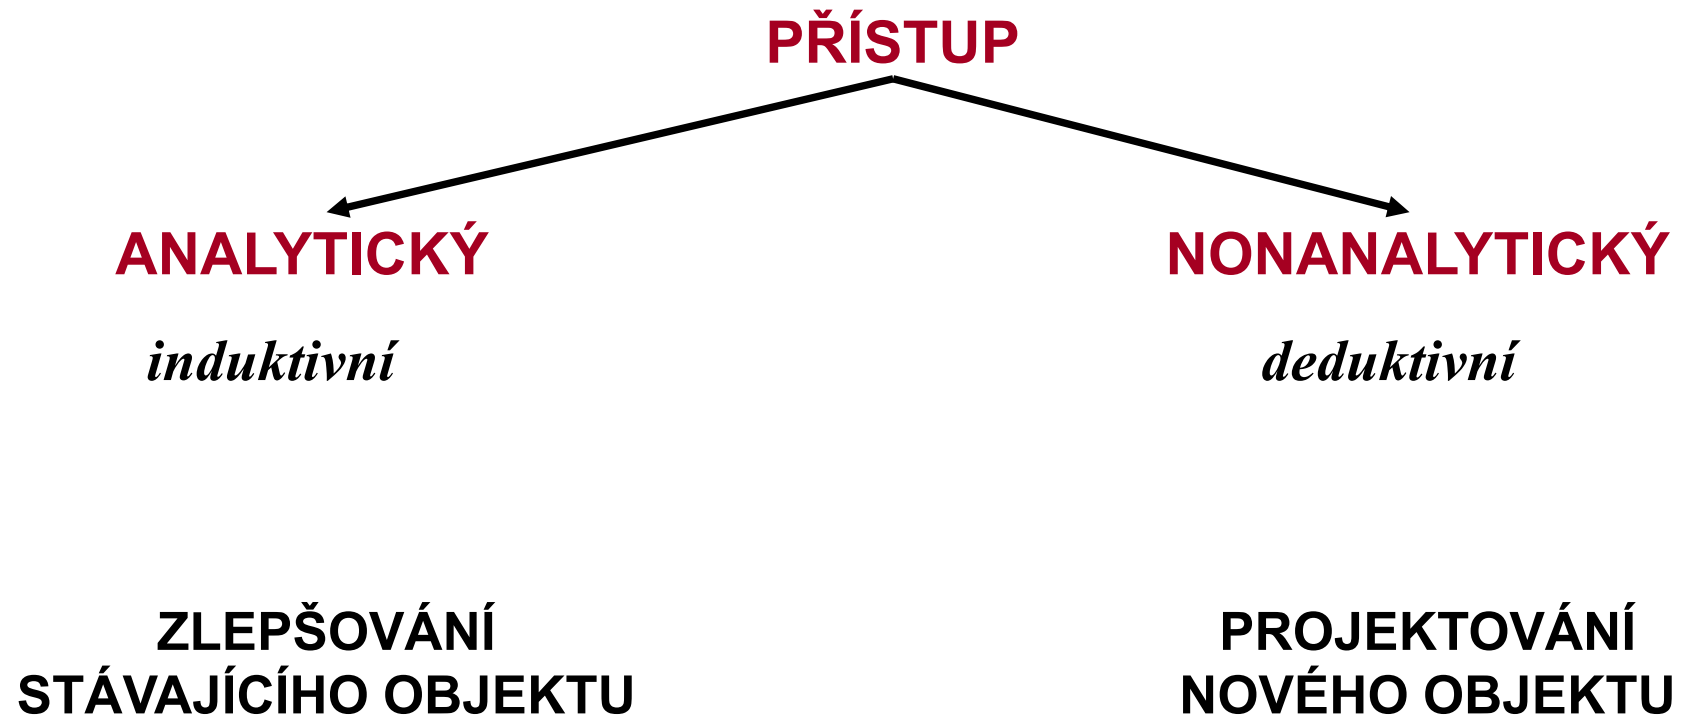 PŘÍSTUP
ANALYTICKÝ
NONANALYTICKÝ
induktivní
deduktivní
ZLEPŠOVÁNÍ
STÁVAJÍCÍHO OBJEKTU
PROJEKTOVÁNÍ
NOVÉHO OBJEKTU